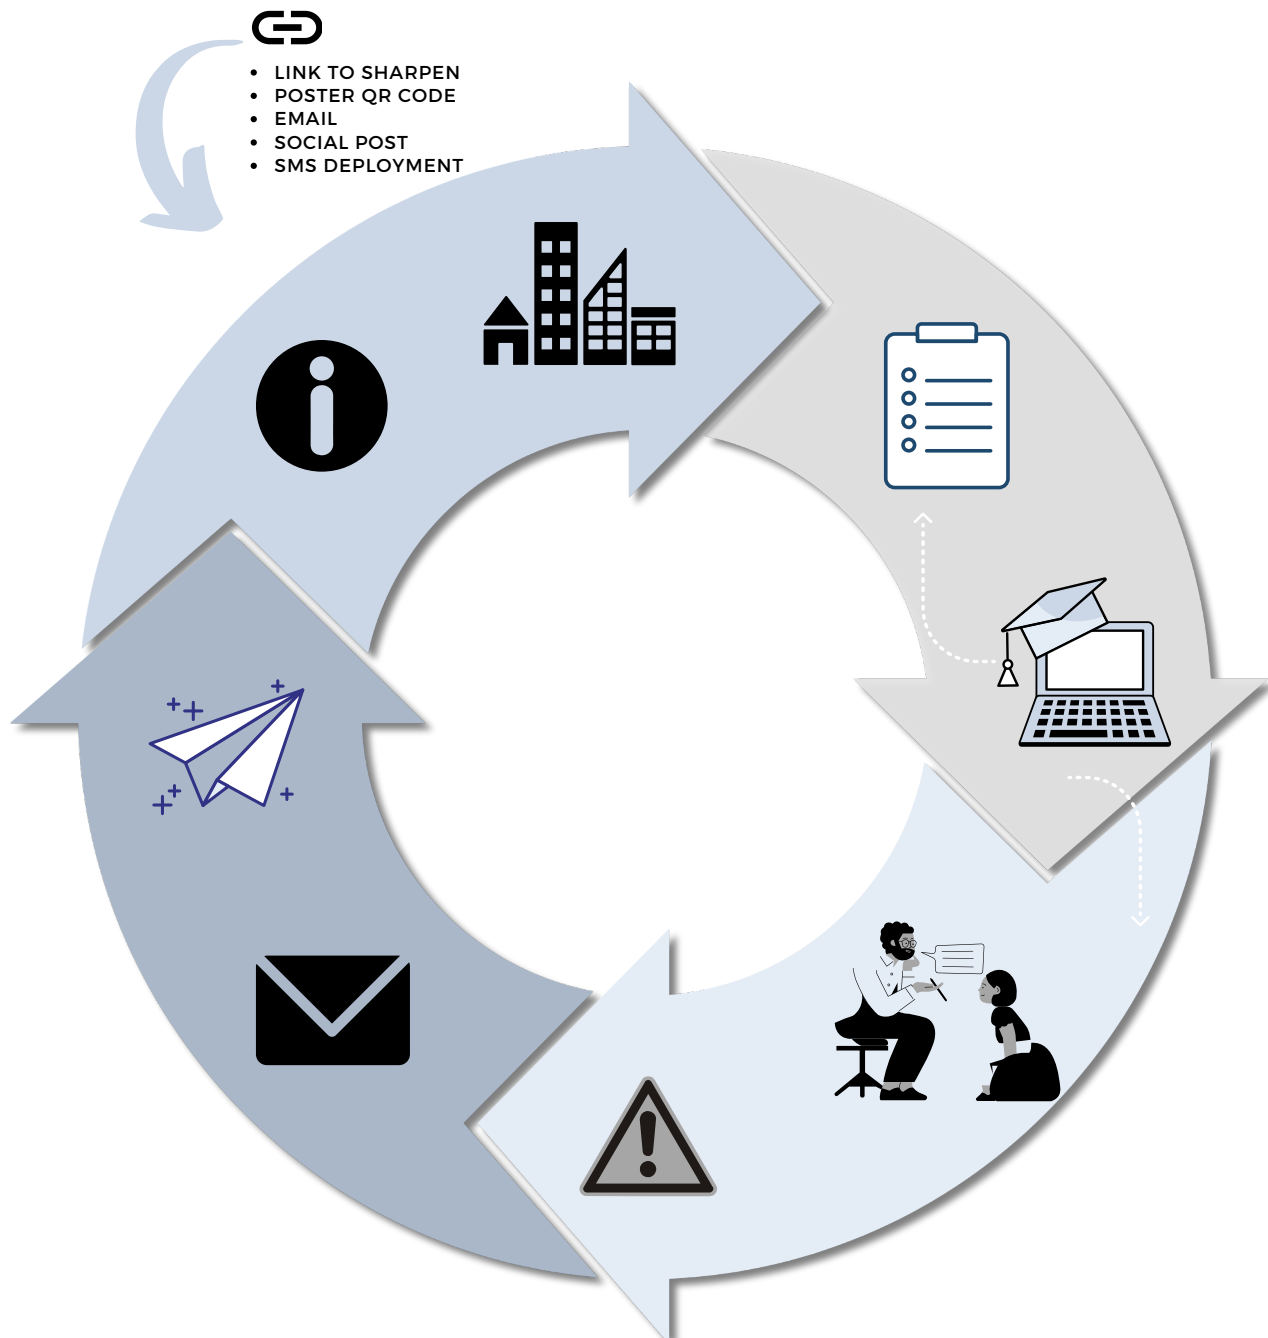 • LINK TO SHARPEN
• POSTER QR CODE
• EMAIL
• SOCIAL POST
• SMS DEPLOYMENT